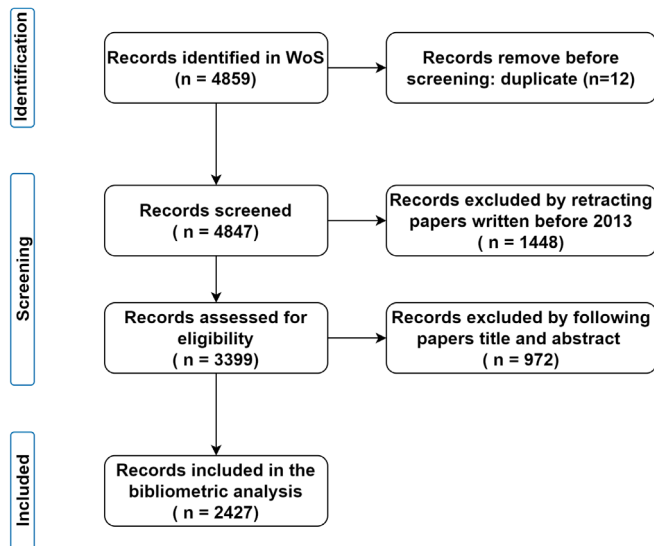 Identification
Records identified in WoS
(n = 4859)
Records remove before
screening: duplicate (n=12)
Screening
Records screened
( n = 4847)
Records excluded by retracting
papers written before 2013
( n = 1448)
Records assessed for
eligibility
( n = 3399)
Records excluded by following
papers title and abstract
( n = 972)
Included
Records included in the
bibliometric analysis
( n = 2427)